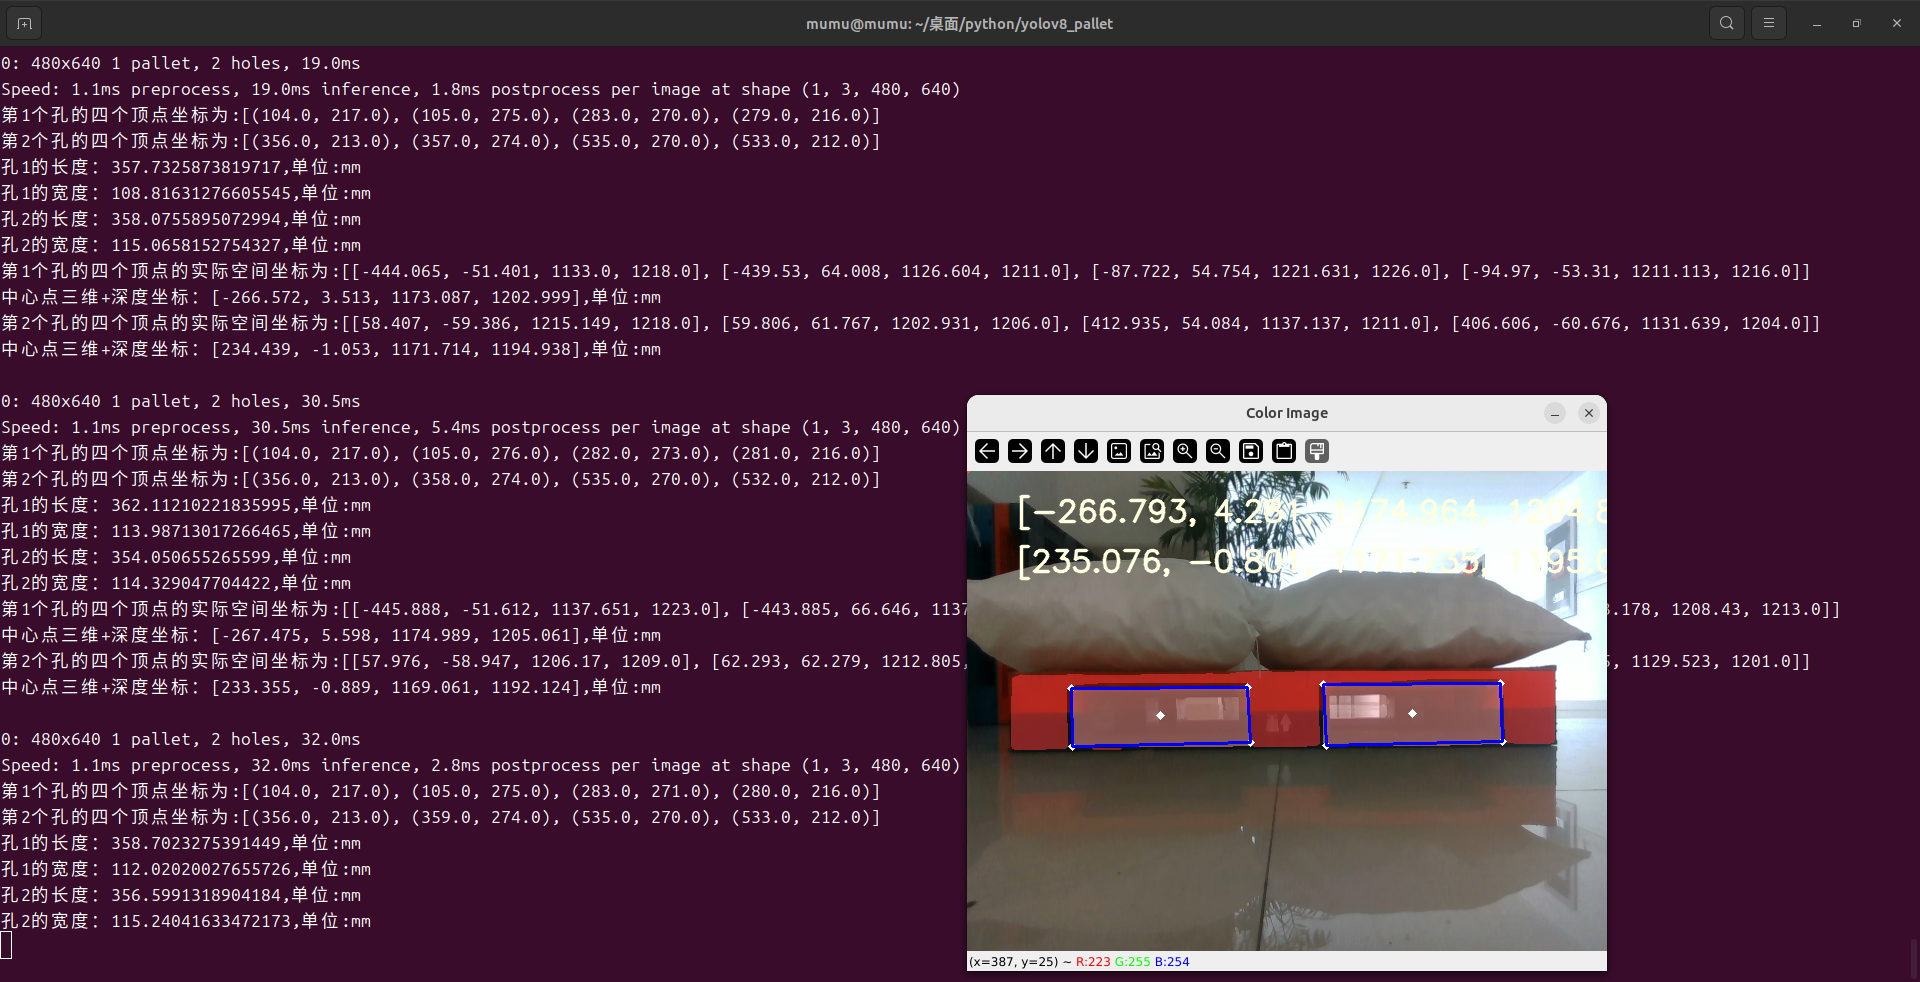 mumu@mumu: ~/桌面/python/yolov8_pallet
0: 480x640 1 pallet, 2 holes, 19.0ms
Speed: 1.1ms preprocess, 19.0ms inference, 1.8ms postprocess per image at shape (1, 3, 480, 640)
第1个孔的四个顶点坐标为:[(104.0, 217.0), (105.0, 275.0), (283.0, 270.0), (279.0, 216.0)]
第2个孔的四个顶点坐标为:[(356.0, 213.0), (357.0, 274.0), (535.0, 270.0), (533.0, 212.0)]
孔1的长度: 357.7325873819717,单位:mm
孔1的宽度: 108.81631276605545,单位:mm
孔2的长度: 358.0755895072994,单位:mm
孔2的宽度: 115.0658152754327,单位:mm
第1个孔的四个顶点的实际空间坐标为:[[-444.065, -51.401, 1133.0, 1218.0], [-439.53, 64.008, 1126.604, 1211.0], [-87.722, 54.754, 1221.631, 1226.0], [-94.97, -53.31, 1211.113, 1216.0]]
中心点三维+深度坐标: [-266.572, 3.513, 1173.087, 1202.999],单位:mm
第2个孔的四个顶点的实际空间坐标为:[[58.407, -59.386, 1215.149, 1218.0], [59.806, 61.767, 1202.931, 1206.0], [412.935, 54.084, 1137.137, 1211.0], [406.606, -60.676, 1131.639, 1204.0]]
中心点三维+深度坐标: [234.439, -1.053, 1171.714, 1194.938],单位:mm
0: 480x640 1 pallet, 2 holes, 30.5ms
Speed: 1.1ms preprocess, 30.5ms inference, 5.4ms postprocess per image at shape (1, 3, 480, 640)
第1个孔的四个顶点坐标为:[(104.0, 217.0), (105.0, 276.0), (282.0, 273.0), (281.0, 216.0)]
第2个孔的四个顶点坐标为:[(356.0, 213.0), (358.0, 274.0), (535.0, 270.0), (532.0, 212.0)]
孔1的长度: 362.11210221835995,单位:mm
孔1的宽度: 113.98713017266465,单位:mm
孔2的长度: 354.050655265599,单位:mm
孔2的宽度: 114.329047704422,单位:mm
第1个孔的四个顶点的实际空间坐标为:[[-445.888, -51.612, 1137.651, 1223.0], [-443.885, 66.646, 1137 .178, 1208.43, 1213.0]]
中心点三维+深度坐标: [-267.475, 5.598, 1174.989, 1205.061],单位:mm
第2个孔的四个顶点的实际空间坐标为:[[57.976, -58.947, 1206.17, 1209.0], [62.293, 62.279, 1212.805, , 1129.523, 1201.0]]
中心点三维+深度坐标: [233.355, -0.889, 1169.061, 1192.124],单位:mm
0: 480x640 1 pallet, 2 holes, 32.0ms
Speed: 1.1ms preprocess, 32.0ms inference, 2.8ms postprocess per image at shape (1, 3, 480, 640)
第1个孔的四个顶点坐标为:[(104.0, 217.0), (105.0, 275.0), (283.0, 271.0), (280.0, 216.0)]
第2个孔的四个顶点坐标为:[(356.0, 213.0), (359.0, 274.0), (535.0, 270.0), (533.0, 212.0)]
孔1的长度: 358.7023275391449,单位:mm
孔1的宽度: 112.02020027655726,单位:mm
孔2的长度: 356.5991318904184,单位:mm
孔2的宽度: 115.24041633472173,单位:mm
Color Image
[-266.793, 1174.964,
[235.076, -0.801, 1171.735, 1195.0
(x=387, y=25) ~ R:223 G:255 B:254